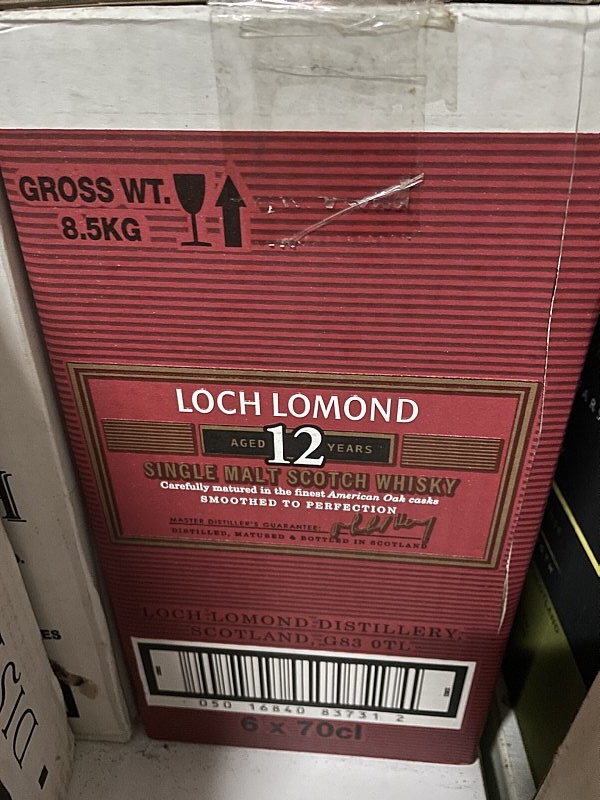 GROSS WT.
8.5KG
LOCH LOMOND
AGED 12 YEARS
SINGLE MALT SCOTCH WHISKY
Carefully matured in the finest American Oak casks
SMOOTHED TO PERFECTION
MASTER DISTILLER'S GUARANTEE:
DISTILLED, MATURED & BOTTLED IN SCOTLAND
LOCH LOMOND DISTILLERY,
SCOTLAND, G83 0TL
050 16840 83731 2
6 x 70cl
ES
DIS